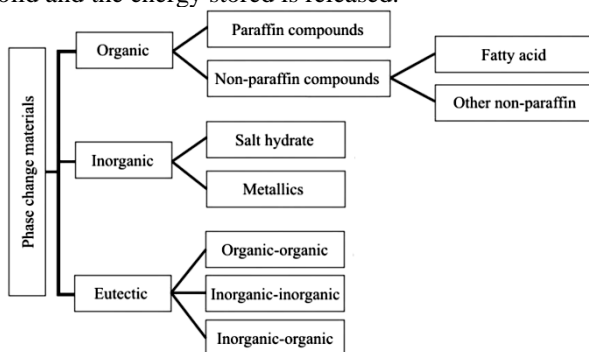 olid and the energy stored is released.
Paraffin compounds
Organic
Fatty acid
Non-paraffin compounds
Other non-paraffin
Phase change materials
Salt hydrate
Inorganic
Metallics
Organic-organic
Eutectic
Inorganic-inorganic
Inorganic-organic